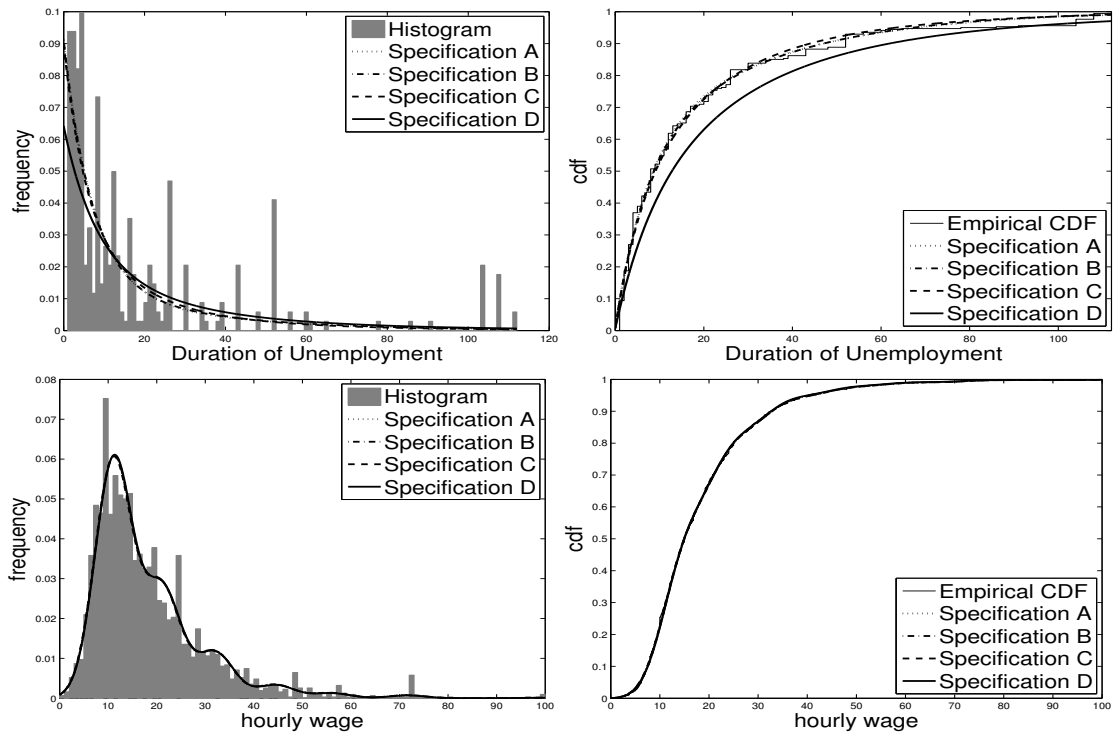 0.1
0.09
0.08
0.07
0.06
0.05
0.04
0.03
0.02
0.01
0
frequency
Histogram
Specification A
Specification B
Specification C
Specification D
0
20
40
60
80
100
120
Duration of Unemployment
1
0.9
0.8
0.7
0.6
0.5
0.4
0.3
0.2
0.1
0
cdf
Empirical CDF
Specification A
Specification B
Specification C
Specification D
0
20
40
60
80
100
Duration of Unemployment
0.08
0.07
0.06
0.05
0.04
0.03
0.02
0.01
0
frequency
Histogram
Specification A
Specification B
Specification C
Specification D
0
10
20
30
40
50
60
70
80
90
100
hourly wage
1
0.9
0.8
0.7
0.6
0.5
0.4
0.3
0.2
0.1
0
cdf
Empirical CDF
Specification A
Specification B
Specification C
Specification D
0
10
20
30
40
50
60
70
80
90
100
hourly wage